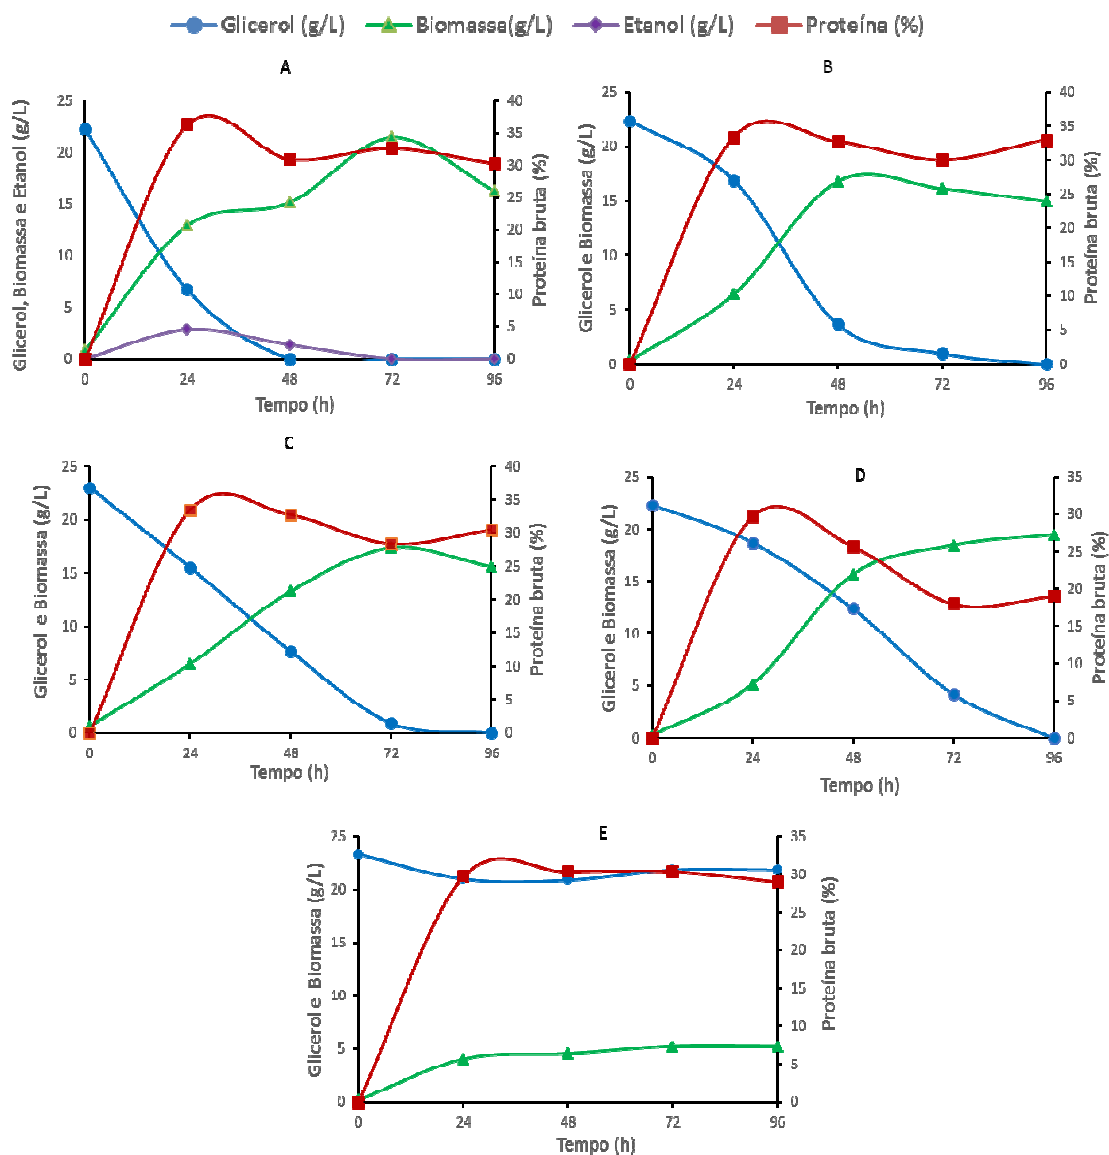 Glicerol (g/L) Biomassa(g/L) Etanol (g/L) Proteína (%)
A
Glicerol, Biomassa e Etanol (g/L)
25
20
15
10
5
0
40
35
30
25
20
15
10
5
0
Proteína bruta (%)
0 24 48 72 96
Tempo (h)
B
Glicerol e Biomassa (g/L)
25
20
15
10
5
0
40
35
30
25
20
15
10
5
0
Proteína bruta (%)
0 24 48 72 96
Tempo (h)
C
Glicerol e Biomassa (g/L)
25
20
15
10
5
0
40
35
30
25
20
15
10
5
0
Proteína bruta (%)
0 24 48 72 96
Tempo (h)
D
Glicerol e Biomassa (g/L)
25
20
15
10
5
0
35
30
25
20
15
10
5
0
Proteína bruta (%)
0 24 48 72 96
Tempo (h)
E
Glicerol e Biomassa (g/L)
25
20
15
10
5
0
35
30
25
20
15
10
5
0
Proteína bruta (%)
0 24 48 72 96
Tempo (h)